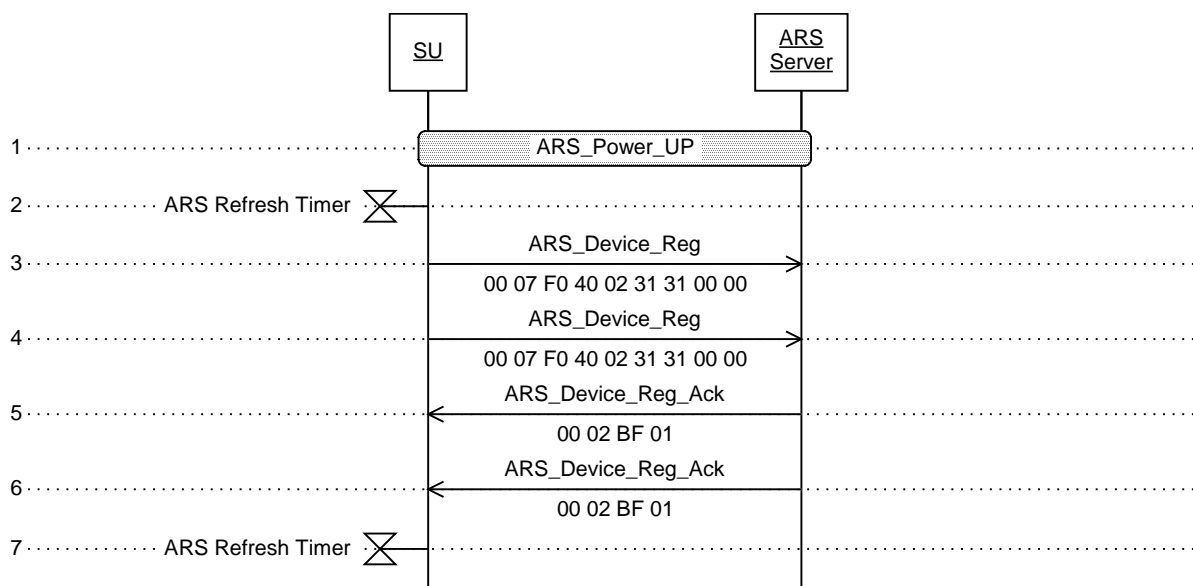 SU
ARS
Server
1
ARS_Power_UP
2
ARS Refresh Timer
ARS_Device_Reg
3
00 07 F0 40 02 31 31 00 00
ARS_Device_Reg
4
00 07 F0 40 02 31 31 00 00
ARS_Device_Reg_Ack
5
00 02 BF 01
ARS_Device_Reg_Ack
6
00 02 BF 01
7
ARS Refresh Timer